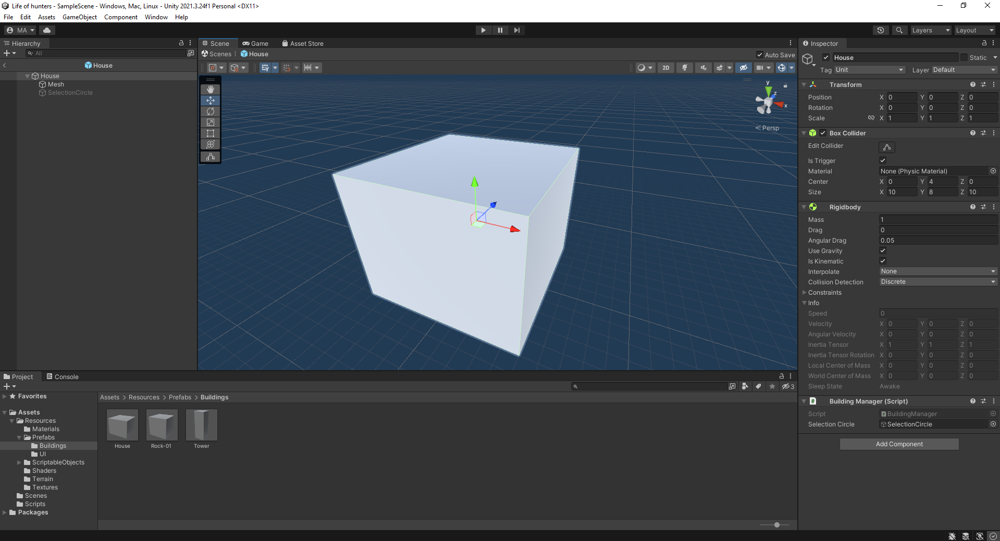 Life of hunters - SampleScene - Windows, Mac, Linux - Unity 2021.3.24f1 Personal <DX11>
File Edit Assets GameObject Component Window Help
MA
Layers
Layout
Hierarchy
All
House
House
Mesh
SelectionCircle
Scene
Game
Asset Store
Scenes
House
Auto Save
2D
y
z
x
Persp
Inspector
House
Static
Tag Unit
Layer Default
Transform
Position X 0 Y 0 Z 0
Rotation X 0 Y 0 Z 0
Scale X 1 Y 1 Z 1
Box Collider
Edit Collider
Is Trigger
Material None (Physic Material)
Center X 0 Y 4 Z 0
Size X 10 Y 8 Z 10
Rigidbody
Mass 1
Drag 0
Angular Drag 0.05
Use Gravity
Is Kinematic
Interpolate None
Collision Detection Discrete
Constraints
Info
Speed 0
Velocity X 0 Y 0 Z 0
Angular Velocity X 0 Y 0 Z 0
Inertia Tensor X 1 Y 1 Z 1
Inertia Tensor Rotation X 0 Y 0 Z 0
Local Center of Mass X 0 Y 0 Z 0
World Center of Mass X 0 Y 0 Z 0
Sleep State Awake
Building Manager (Script)
Script BuildingManager
Selection Circle SelectionCircle
Add Component
Project
Console
3
Favorites
Assets
Resources
Materials
Prefabs
Buildings
UI
ScriptableObjects
Shaders
Terrain
Textures
Scenes
Scripts
Packages
Assets > Resources > Prefabs > Buildings
House
Rock-01
Tower